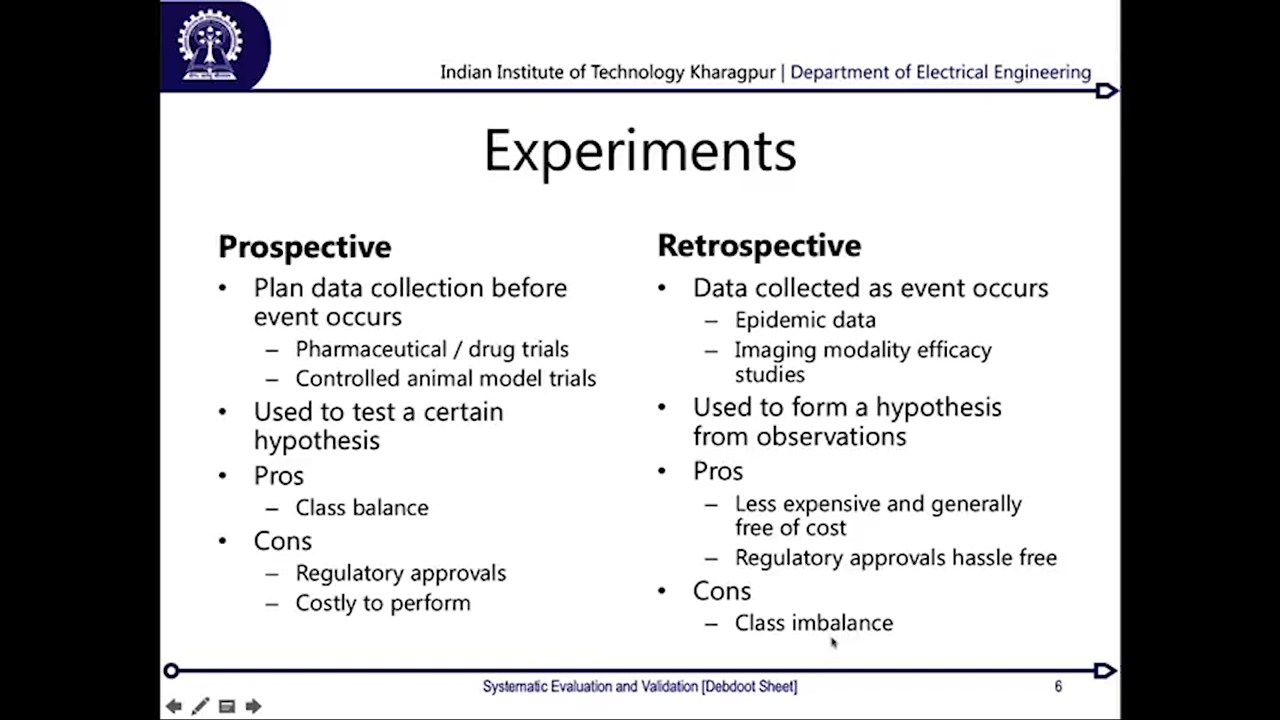 Indian Institute of Technology Kharagpur | Department of Electrical Engineering
Experiments
Prospective
• Plan data collection before
event occurs
– Pharmaceutical / drug trials
– Controlled animal model trials
• Used to test a certain
hypothesis
• Pros
– Class balance
• Cons
– Regulatory approvals
– Costly to perform
Retrospective
• Data collected as event occurs
– Epidemic data
– Imaging modality efficacy
studies
• Used to form a hypothesis
from observations
• Pros
– Less expensive and generally
free of cost
– Regulatory approvals hassle free
• Cons
– Class imbalance
Systematic Evaluation and Validation [Debdoot Sheet]
6